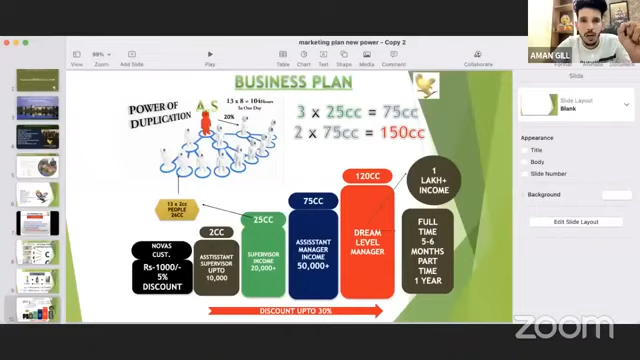 marketing plan new power – Copy 2
98%
View
Zoom
Add Slide
Play
Table
Chart
Text
Shape
Media
Comment
Collaborate
Format
Animate
Document
AMAN GILL
BUSINESS PLAN
POWER OF
DUPLICATION
A S
13 x 8 = 104Hours
In One Day
20%
3 x 25cc = 75cc
2 x 75cc = 150cc
13 x 2cc
PEOPLE
26CC
NOVAS
CUST.
Rs-1000/-
5%
DISCOUNT
2CC
ASSTISTANT
SUPERVISOR
UPTO
10,000
25CC
SUPERVISOR
INCOME
20,000+
75CC
ASSISSTANT
MANAGER
INCOME
50,000+
120CC
DREAM
LEVEL
MANAGER
1
LAKH+
INCOME
FULL
TIME
5-6
MONTHS
PART
TIME
1 YEAR
DISCOUNT UPTO 30%
Slide
Slide Layout
Blank
Appearance
Title
Body
Slide Number
Background
Edit Slide Layout
zoom